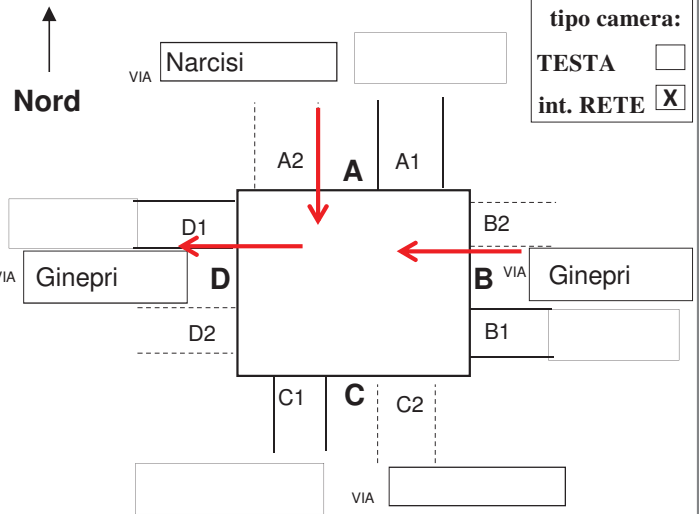 tipo camera:
TESTA
int. RETE X
Nord
VIA Narcisi
A2 A A1
D1 B2
VIA Ginepri D B VIA Ginepri
D2 B1
C1 C C2
VIA